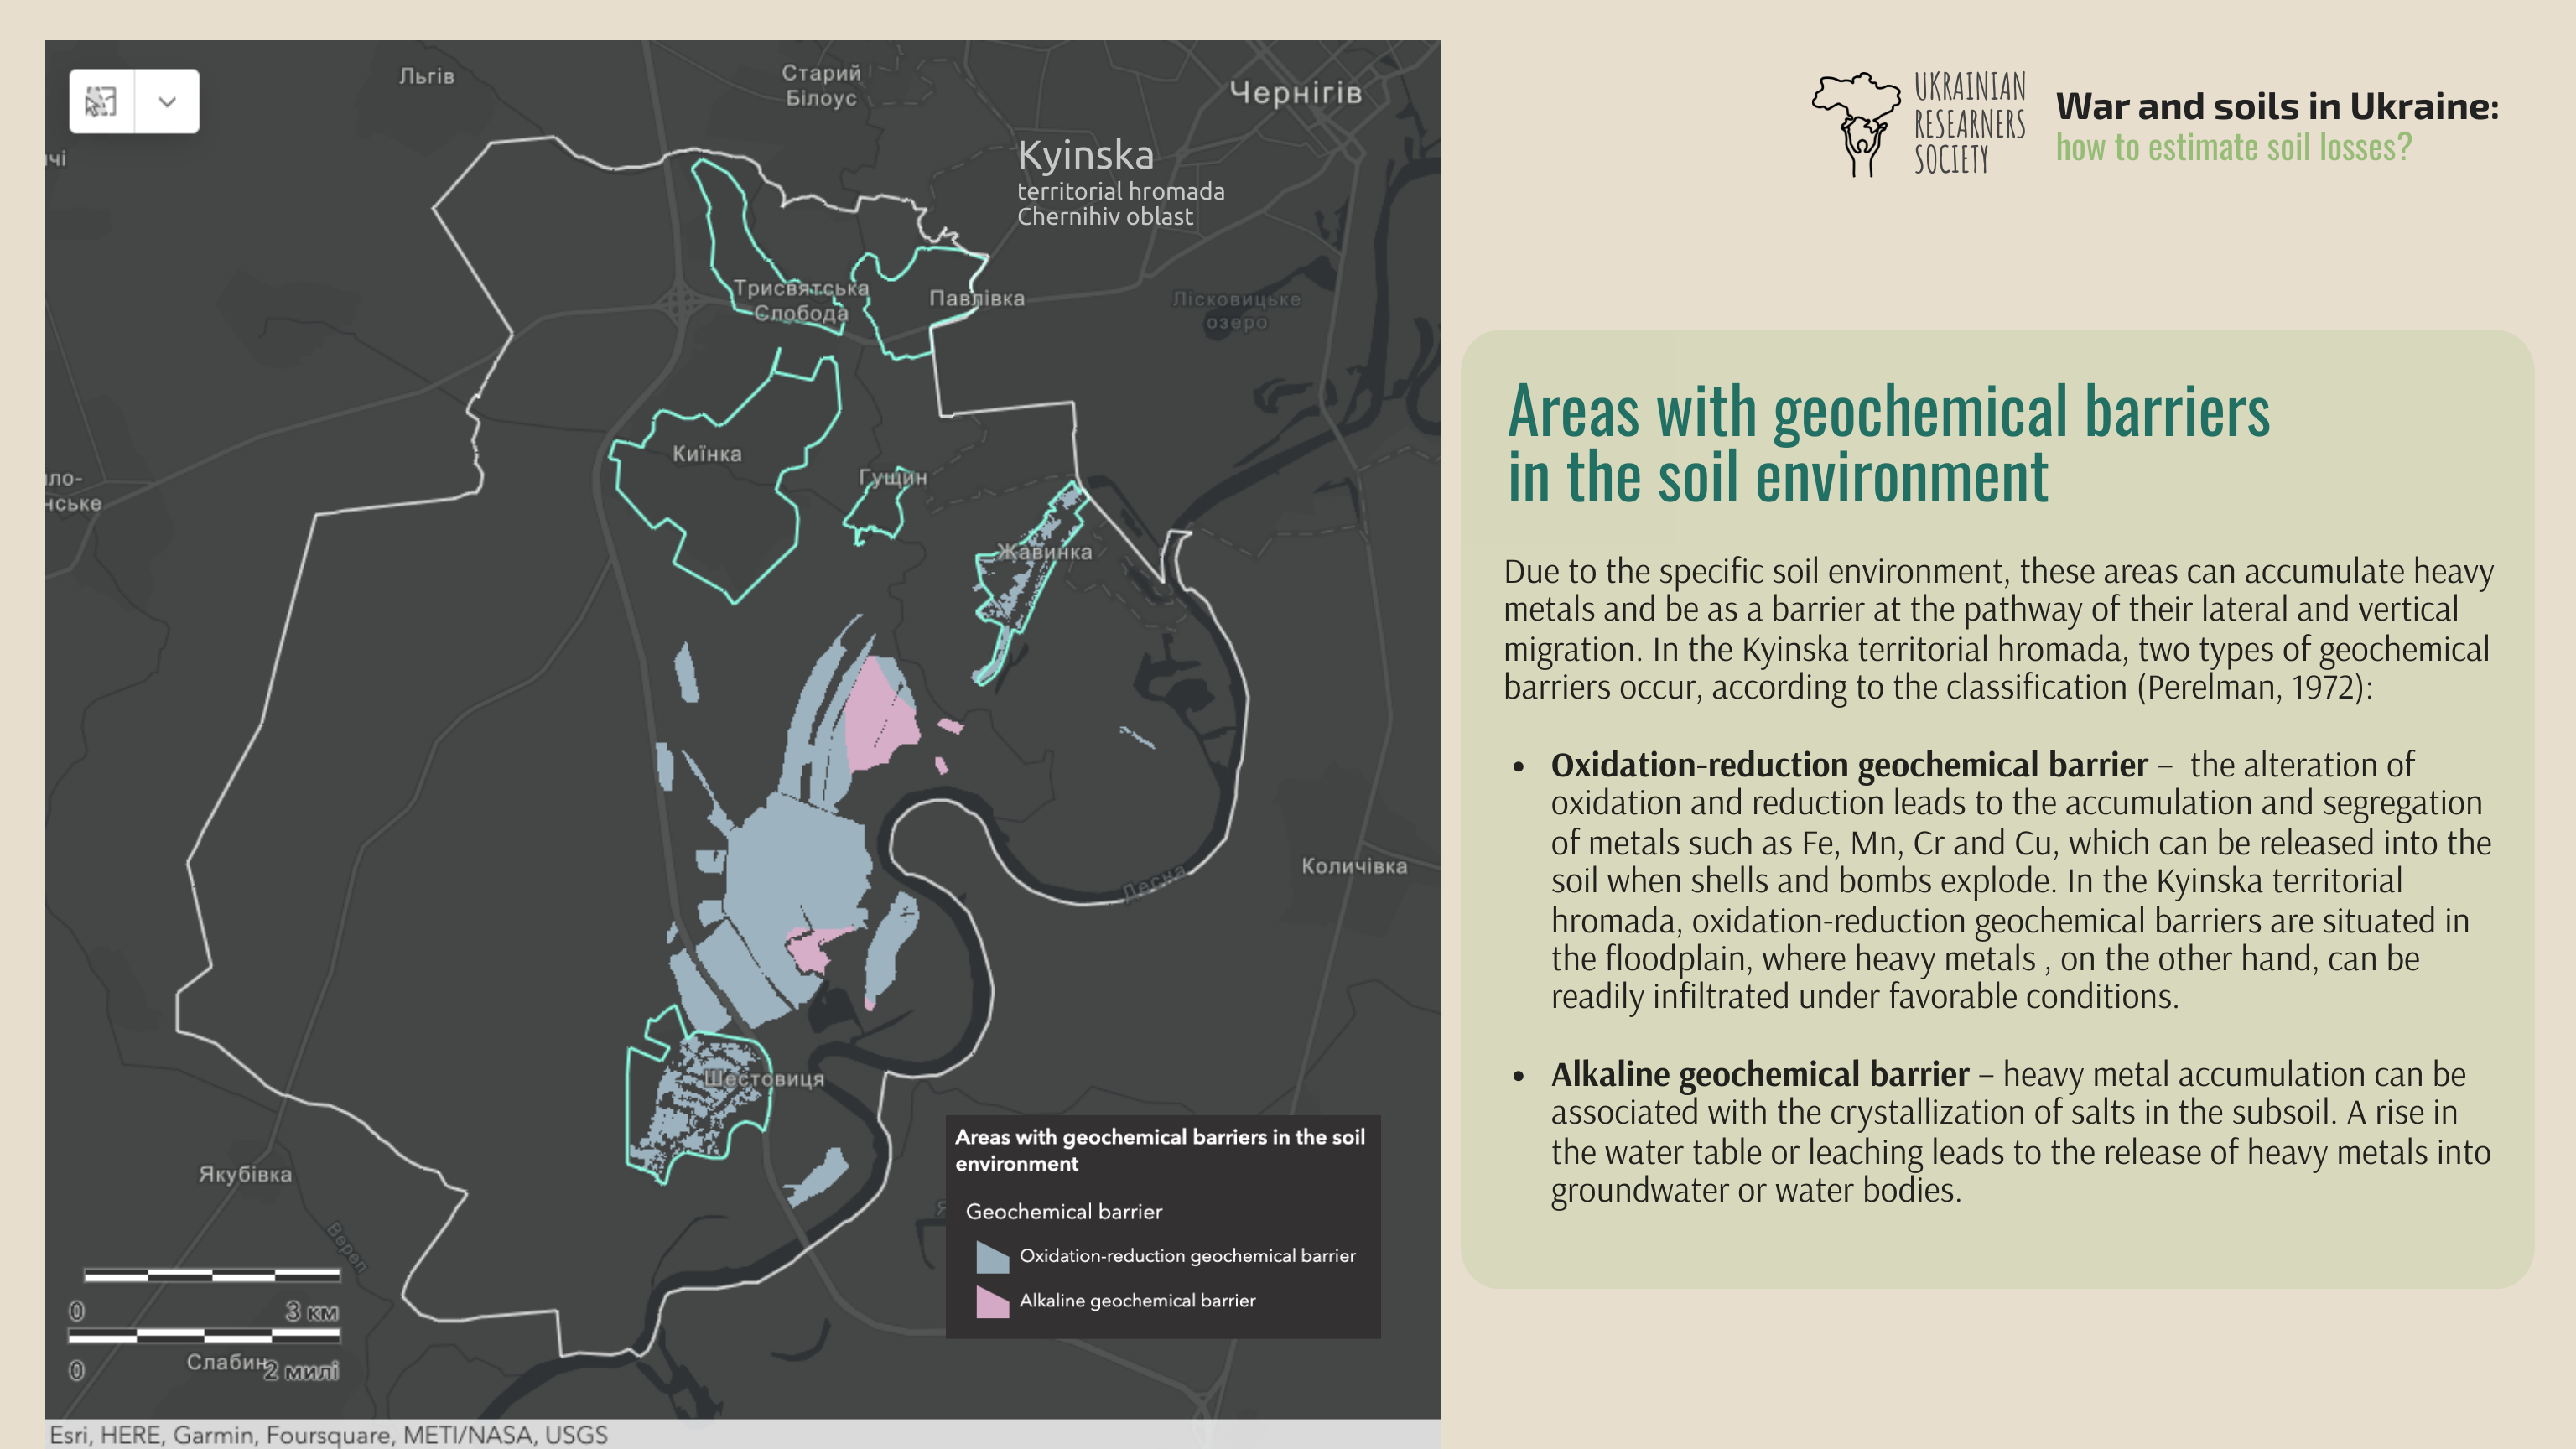 Льгів
Старий
Білоус
Чернігів
Kyinska
territorial hromada
Chernihiv oblast
чі
Трисвятська
Слобода
Павлівка
Лісковицьке
озеро
Київка
Гущин
ло-
нське
Жавинка
Десна
Количівка
Шестовиця
Якубівка
Вереп
Слабин
0
3 км
0
2 милі
Areas with geochemical barriers in the soil
environment
Geochemical barrier
Oxidation-reduction geochemical barrier
Alkaline geochemical barrier
Esri, HERE, Garmin, Foursquare, METI/NASA, USGS
UKRAINIAN
RESEARNERS
SOCIETY
War and soils in Ukraine:
how to estimate soil losses?
Areas with geochemical barriers
in the soil environment
Due to the specific soil environment, these areas can accumulate heavy
metals and be as a barrier at the pathway of their lateral and vertical
migration. In the Kyinska territorial hromada, two types of geochemical
barriers occur, according to the classification (Perelman, 1972):
• Oxidation-reduction geochemical barrier – the alteration of
oxidation and reduction leads to the accumulation and segregation
of metals such as Fe, Mn, Cr and Cu, which can be released into the
soil when shells and bombs explode. In the Kyinska territorial
hromada, oxidation-reduction geochemical barriers are situated in
the floodplain, where heavy metals , on the other hand, can be
readily infiltrated under favorable conditions.
• Alkaline geochemical barrier – heavy metal accumulation can be
associated with the crystallization of salts in the subsoil. A rise in
the water table or leaching leads to the release of heavy metals into
groundwater or water bodies.